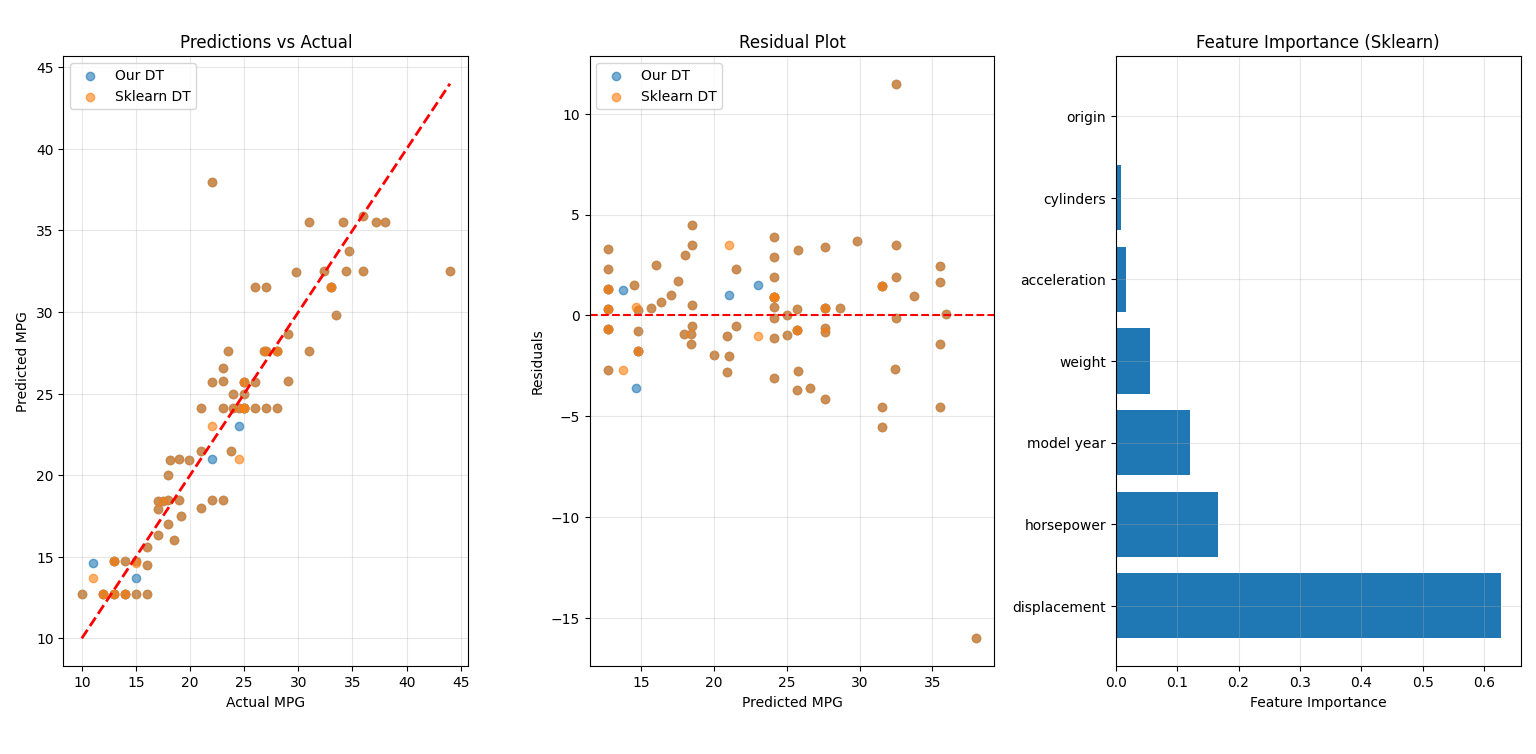 Predictions vs Actual
Our DT
Sklearn DT
45
40
35
30
25
20
15
10
Predicted MPG
10 15 20 25 30 35 40 45
Actual MPG
Residual Plot
Our DT
Sklearn DT
10
5
0
−5
−10
−15
Residuals
15 20 25 30 35
Predicted MPG
Feature Importance (Sklearn)
origin
cylinders
acceleration
weight
model year
horsepower
displacement
0.0 0.1 0.2 0.3 0.4 0.5 0.6
Feature Importance